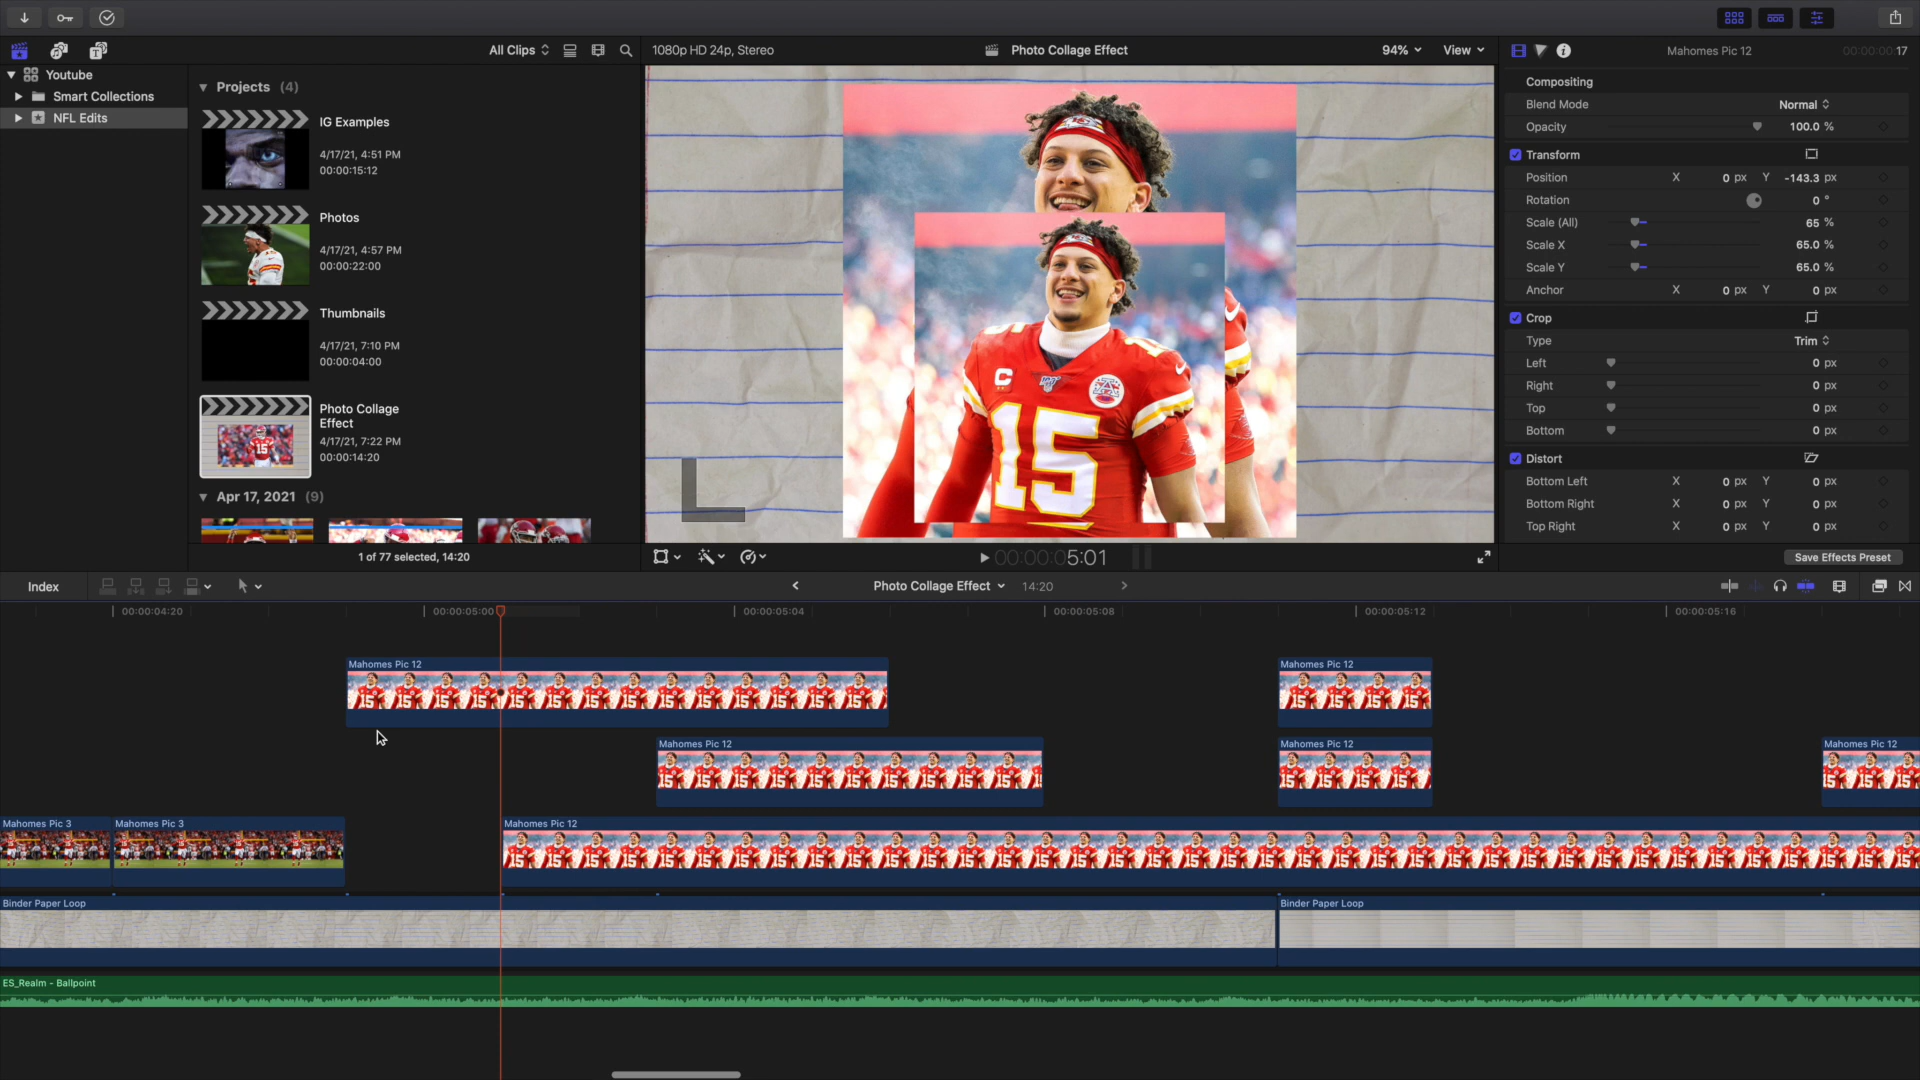 All Clips
1080p HD 24p, Stereo
Photo Collage Effect
94%
View
Mahomes Pic 12
00:00:00:17
Youtube
Smart Collections
NFL Edits
Projects (4)
IG Examples
4/17/21, 4:51 PM
00:00:15:12
Photos
4/17/21, 4:57 PM
00:00:22:00
Thumbnails
4/17/21, 7:10 PM
00:00:04:00
Photo Collage
Effect
4/17/21, 7:22 PM
00:00:14:20
Apr 17, 2021 (9)
1 of 77 selected, 14:20
C
15
00:00:05:01
Compositing
Blend Mode Normal
Opacity 100.0 %
Transform
Position X 0 px Y -143.3 px
Rotation 0 °
Scale (All) 65 %
Scale X 65.0 %
Scale Y 65.0 %
Anchor X 0 px Y 0 px
Crop
Type Trim
Left 0 px
Right 0 px
Top 0 px
Bottom 0 px
Distort
Bottom Left X 0 px Y 0 px
Bottom Right X 0 px Y 0 px
Top Right X 0 px Y 0 px
Save Effects Preset
Index
Photo Collage Effect 14:20
00:00:04:20
00:00:05:00
00:00:05:04
00:00:05:08
00:00:05:12
00:00:05:16
Mahomes Pic 12
Mahomes Pic 12
Mahomes Pic 12
Mahomes Pic 12
Mahomes Pic 12
Mahomes Pic 3
Mahomes Pic 3
Mahomes Pic 12
Binder Paper Loop
Binder Paper Loop
ES_Realm - Ballpoint